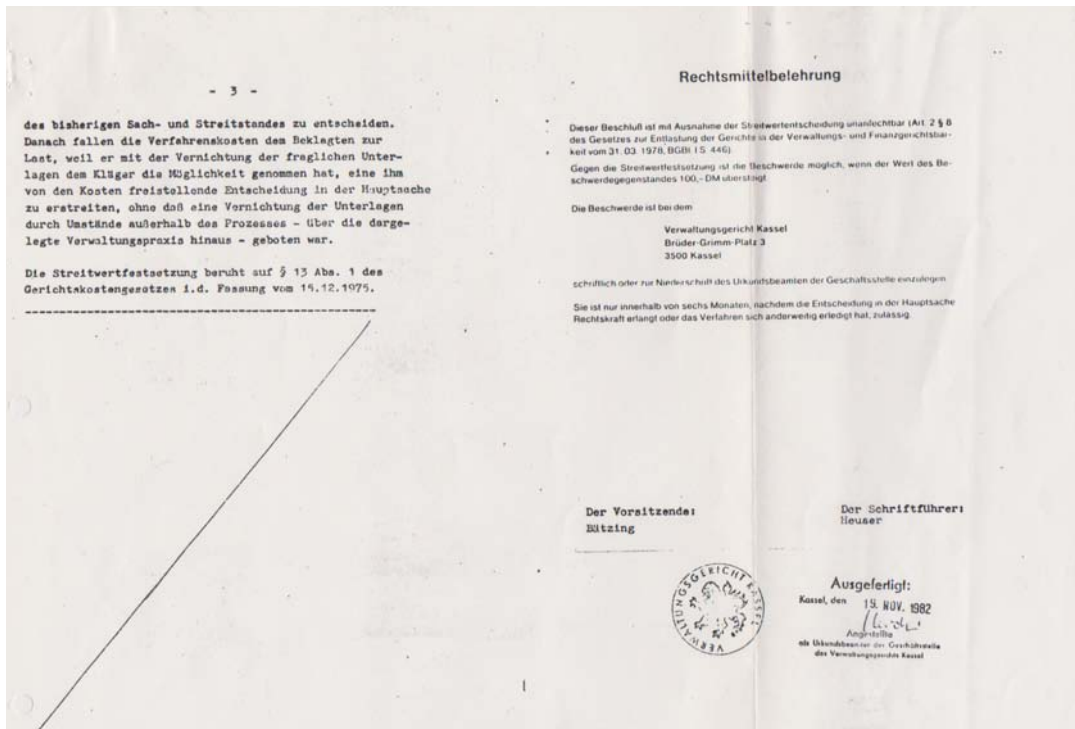 - 3 -
des bisherigen Sach- und Streitstandes zu entscheiden.
Danach fallen die Verfahrenskosten dem Beklagten zur
Last, weil er mit der Vernichtung der fraglichen Unter-
lagen dem Kläger die Möglichkeit genommen hat, eine ihm
von den Kosten freistellende Entscheidung in der Hauptsache
zu erstreiten, ohne daß eine Vernichtung der Unterlagen
durch Umstände außerhalb des Prozesses - über die darge-
legte Verwaltungspraxis hinaus - geboten war.
Die Streitwertfestsetzung beruht auf § 13 Abs. 1 des
Gerichtskostengesetzes i.d. Fassung vom 15.12.1975.
Rechtsmittelbelehrung
Dieser Beschluß ist mit Ausnahme der Streitwertentscheidung unanfechtbar (Art. 2 § 8
des Gesetzes zur Entlastung der Gerichte in der Verwaltungs- und Finanzgerichtsbar-
keit vom 31. 03. 1978, BGBl. I S. 446)
Gegen die Streitwertfestsetzung ist die Beschwerde möglich, wenn der Wert des Be-
schwerdegegenstandes 100,- DM übersteigt.
Die Beschwerde ist bei dem
Verwaltungsgericht Kassel
Brüder-Grimm-Platz 3
3500 Kassel
schriftlich oder zur Niederschrift des Urkundsbeamten der Geschäftsstelle einzulegen.
Sie ist nur innerhalb von sechs Monaten, nachdem die Entscheidung in der Hauptsache
Rechtskraft erlangt oder das Verfahren sich anderweitig erledigt hat, zulässig.
Der Vorsitzende:
Bätzing
Der Schriftführer:
Heuser
VERWALTUNGSGERICHT KASSEL
Ausgefertigt:
Kassel, den 15. NOV. 1982
Angestellte
als Urkundsbeamter der Geschäftsstelle
des Verwaltungsgerichts Kassel